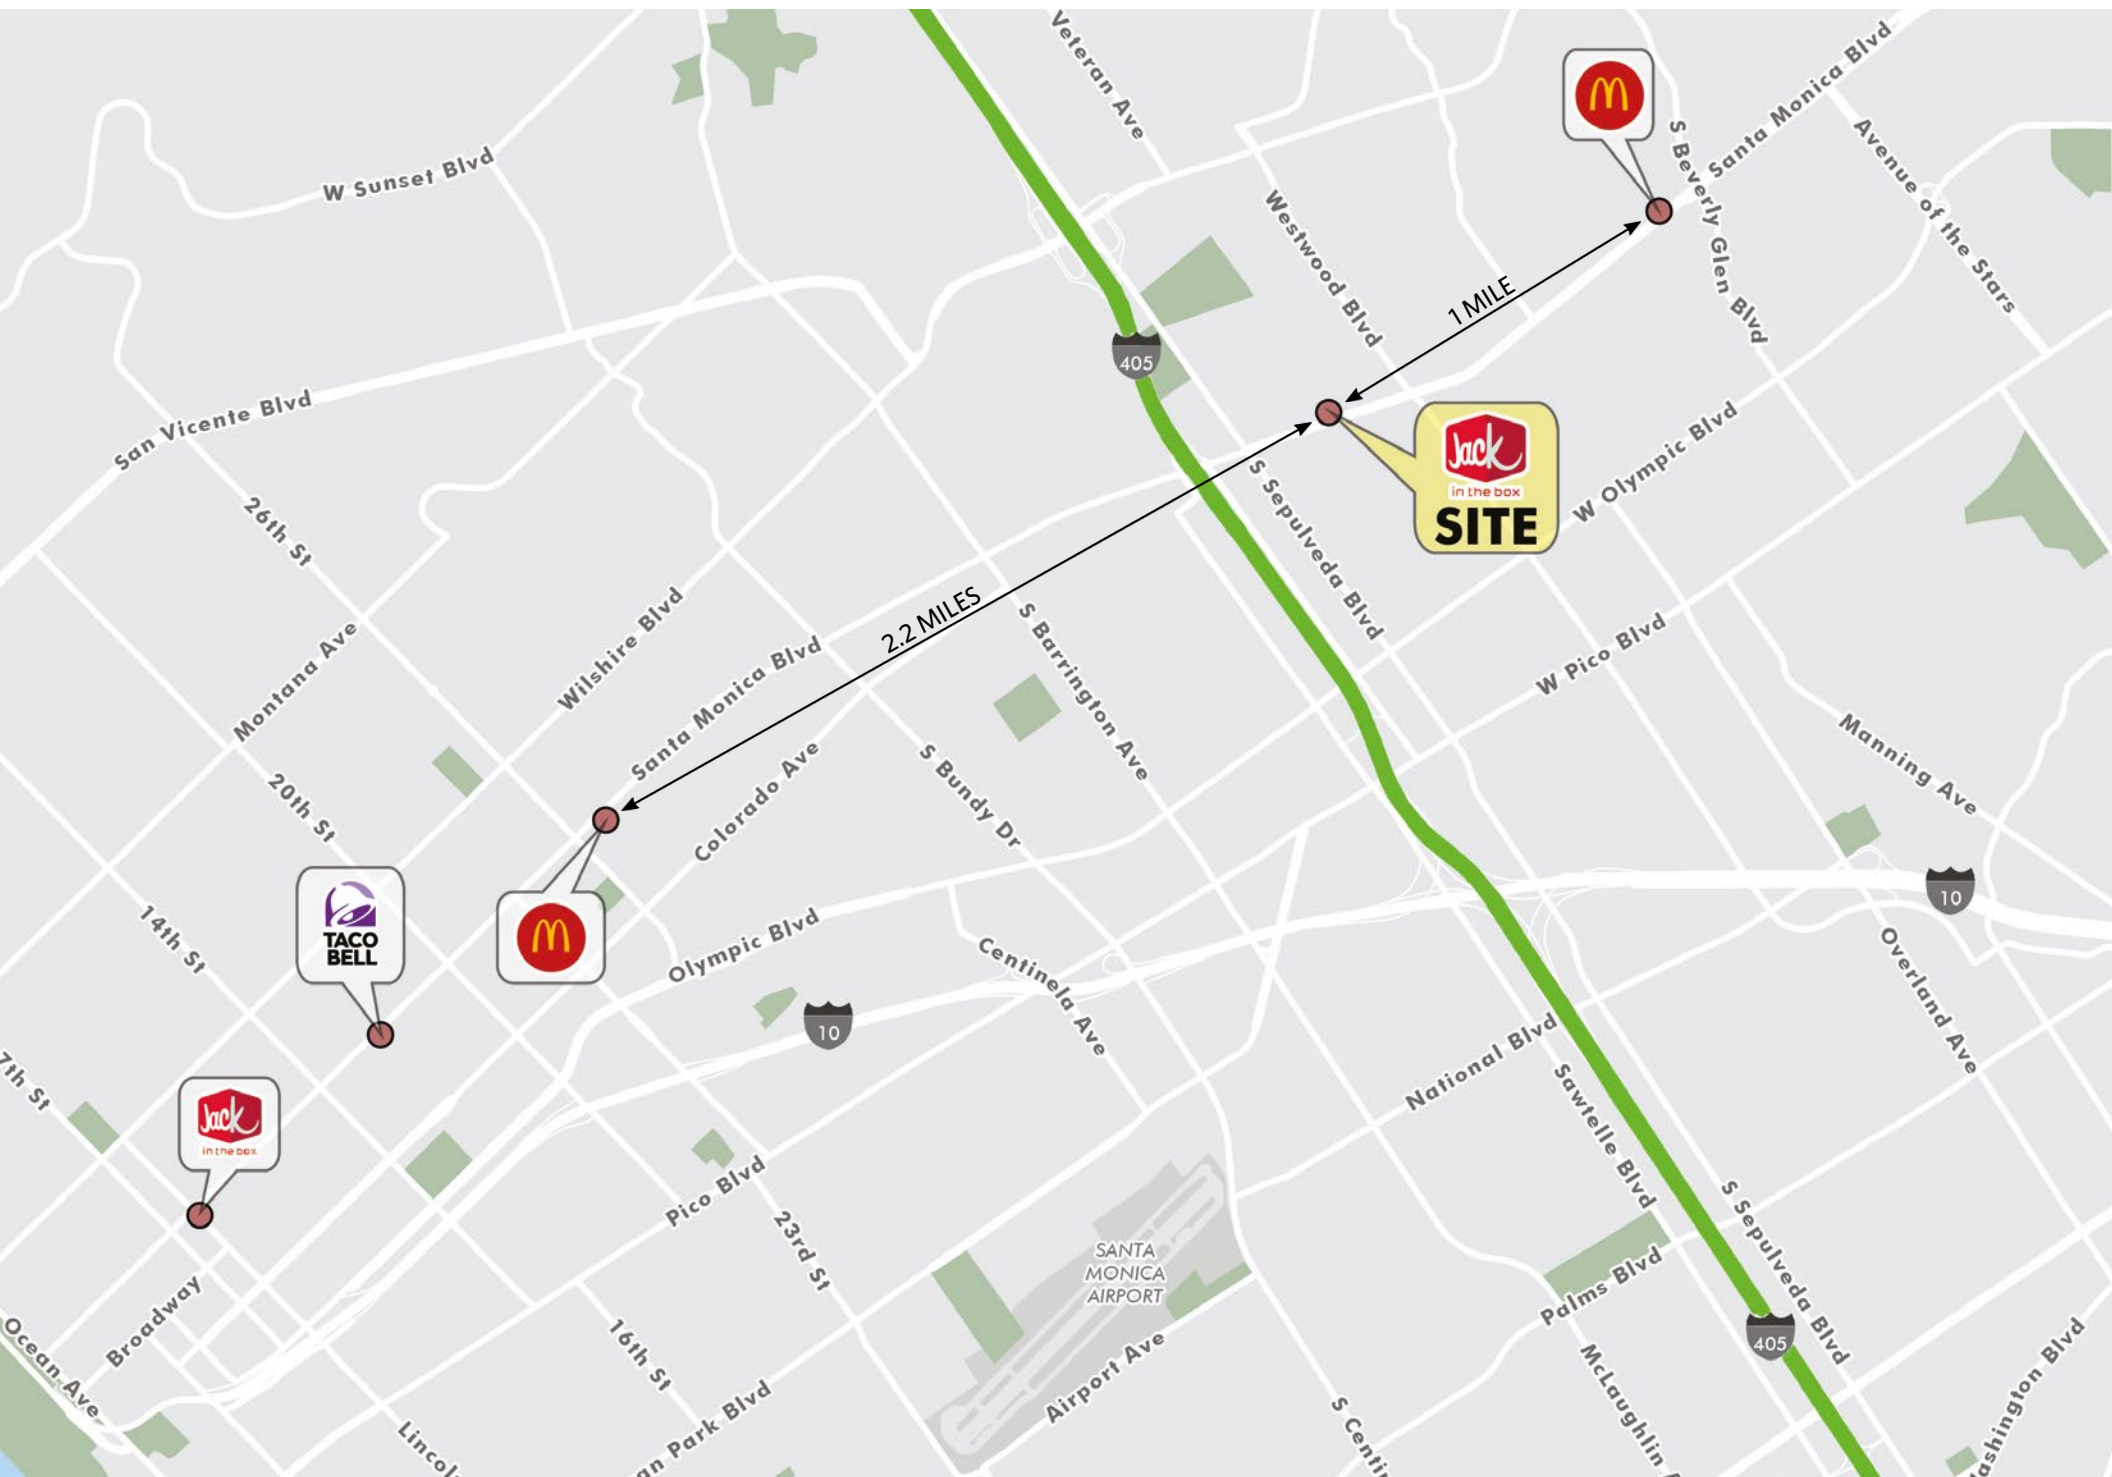 Veteran Ave
Santa Monica Blvd
W Sunset Blvd
S Beverly Glen Blvd
Avenue of the Stars
Westwood Blvd
1 MILE
405
San Vicente Blvd
Jack
in the box
SITE
W Olympic Blvd
S Sepulveda Blvd
26th St
2.2 MILES
Wilshire Blvd
Santa Monica Blvd
S Barrington Ave
W Pico Blvd
Montana Ave
Manning Ave
Colorado Ave
S Bundy Dr
20th St
10
TACO
BELL
14th St
Olympic Blvd
Centinela Ave
Overland Ave
10
National Blvd
7th St
Jack
in the box
Sawtelle Blvd
Pico Blvd
23rd St
S Sepulveda Blvd
SANTA
MONICA
AIRPORT
Palms Blvd
Broadway
Ocean Ave
16th St
Airport Ave
405
McLaughlin A
ashington Blvd
an Park Blvd
Lincol
S Centi